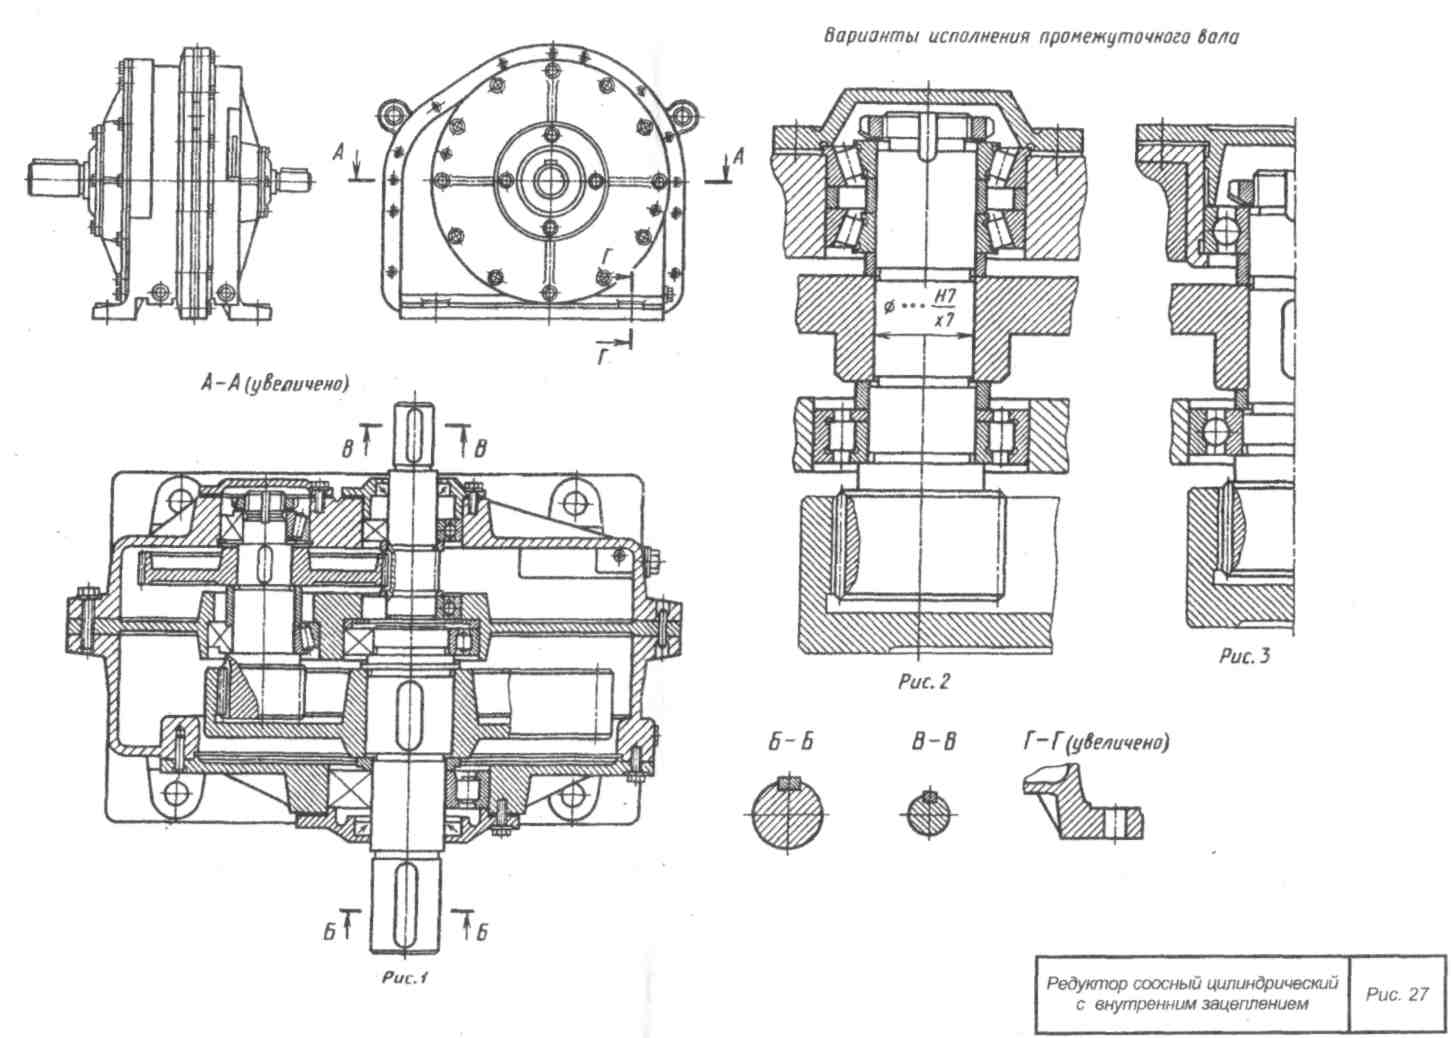 Варианты исполнения промежуточного вала
А
А
Г
Г
А-А (увеличено)
В
В
Б
Б
Рис. 1
ø ··· H7/x7
Рис. 2
Рис. 3
Б-Б
В-В
Г-Г (увеличено)
Редуктор соосный цилиндрический
с внутренним зацеплением
Рис. 27